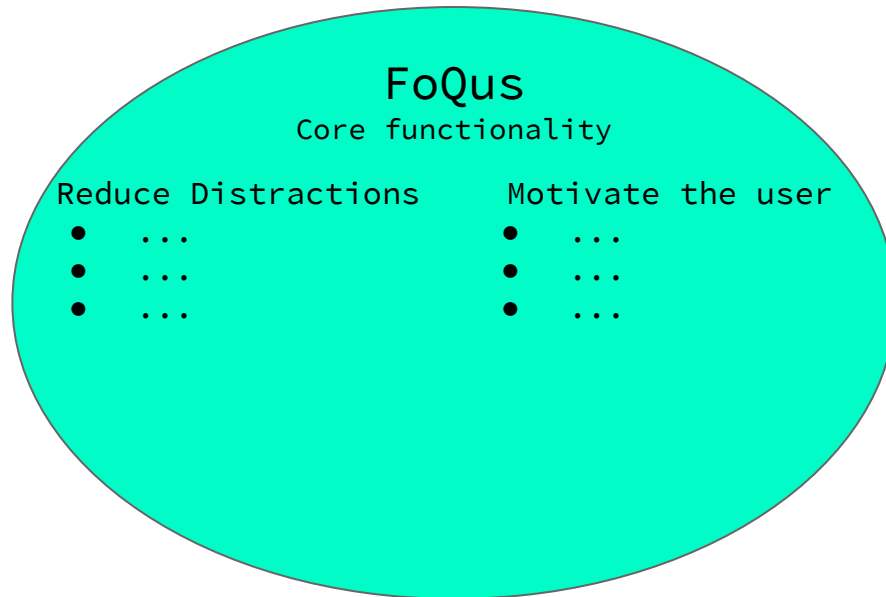 FoQus
Core functionality
Reduce Distractions
● ...
● ...
● ...
Motivate the user
● ...
● ...
● ...